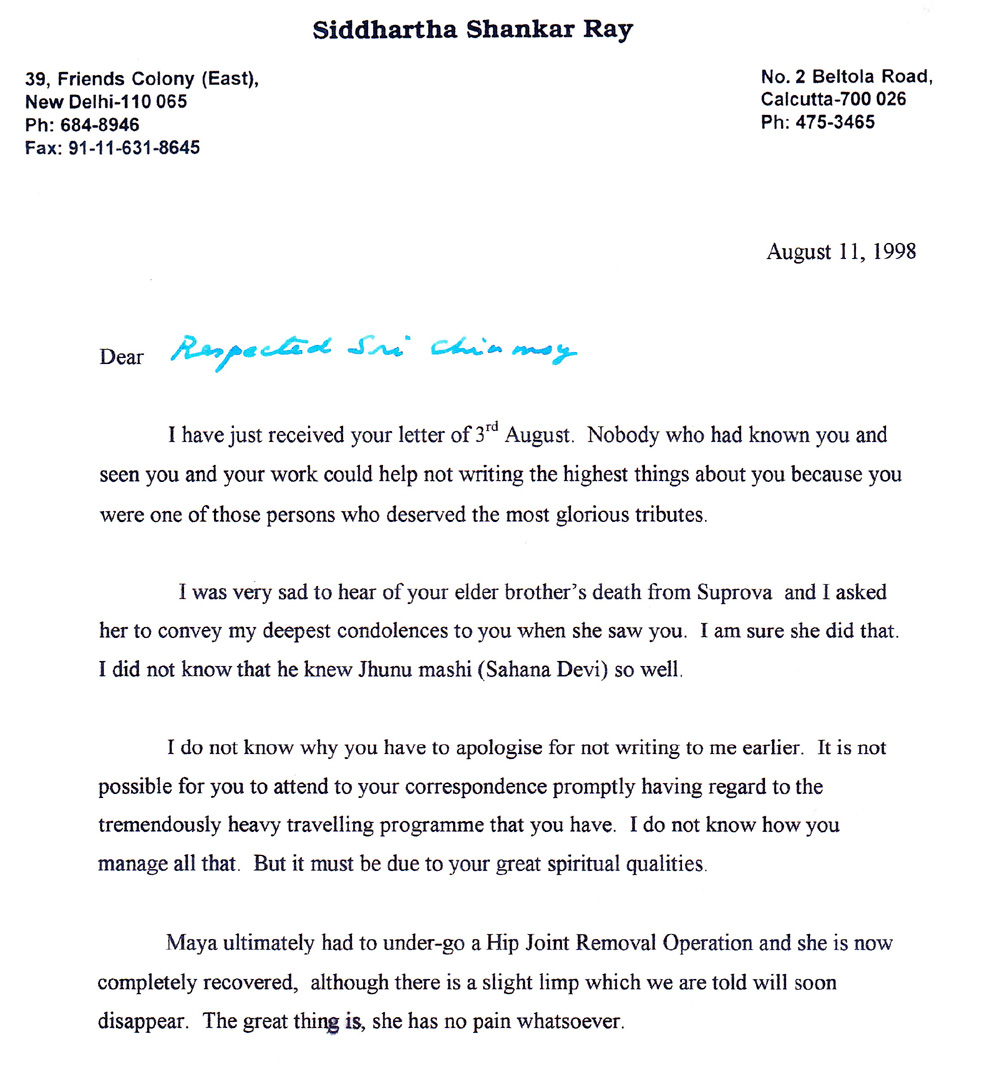 Siddhartha Shankar Ray
39, Friends Colony (East),
New Delhi-110 065
Ph: 684-8946
Fax: 91-11-631-8645
No. 2 Beltola Road,
Calcutta-700 026
Ph: 475-3465
August 11, 1998
Dear Respected Sri Chinmoy
I have just received your letter of 3rd August. Nobody who had known you and
seen you and your work could help not writing the highest things about you because you
were one of those persons who deserved the most glorious tributes.
I was very sad to hear of your elder brother's death from Suprova and I asked
her to convey my deepest condolences to you when she saw you. I am sure she did that.
I did not know that he knew Jhunu mashi (Sahana Devi) so well.
I do not know why you have to apologise for not writing to me earlier. It is not
possible for you to attend to your correspondence promptly having regard to the
tremendously heavy travelling programme that you have. I do not know how you
manage all that. But it must be due to your great spiritual qualities.
Maya ultimately had to under-go a Hip Joint Removal Operation and she is now
completely recovered, although there is a slight limp which we are told will soon
disappear. The great thing is, she has no pain whatsoever.